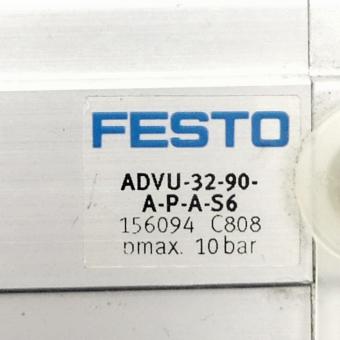 FESTO
ADVU-32-90-
A-P-A-S6
156094 C808
pmax. 10 bar